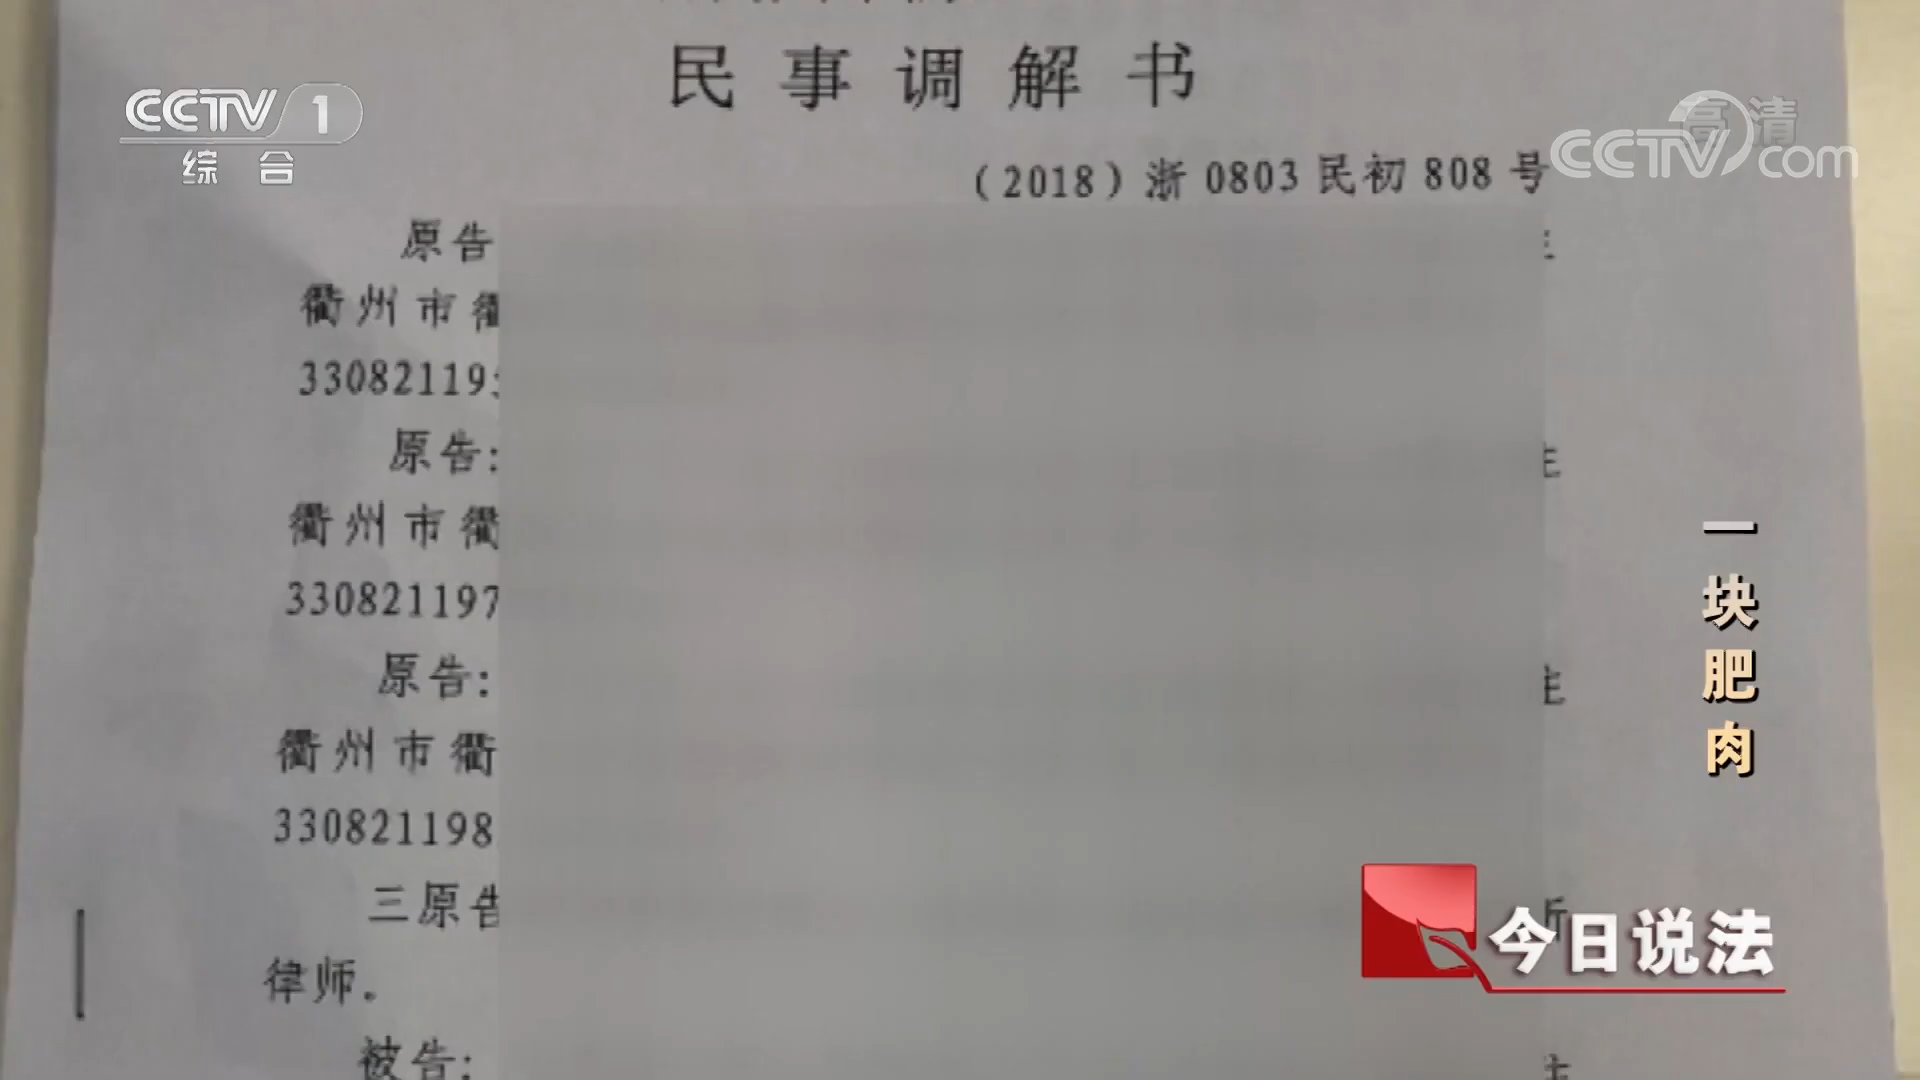 民事调解书
CCTV 1
综合
高清
CCTV com
（2018）浙0803民初808号
原告
衢州市衢
33082119
原告:
衢州市衢
330821197
原告:
衢州市衢
330821198
三原告
律师。
被告:
一块肥肉
今日说法